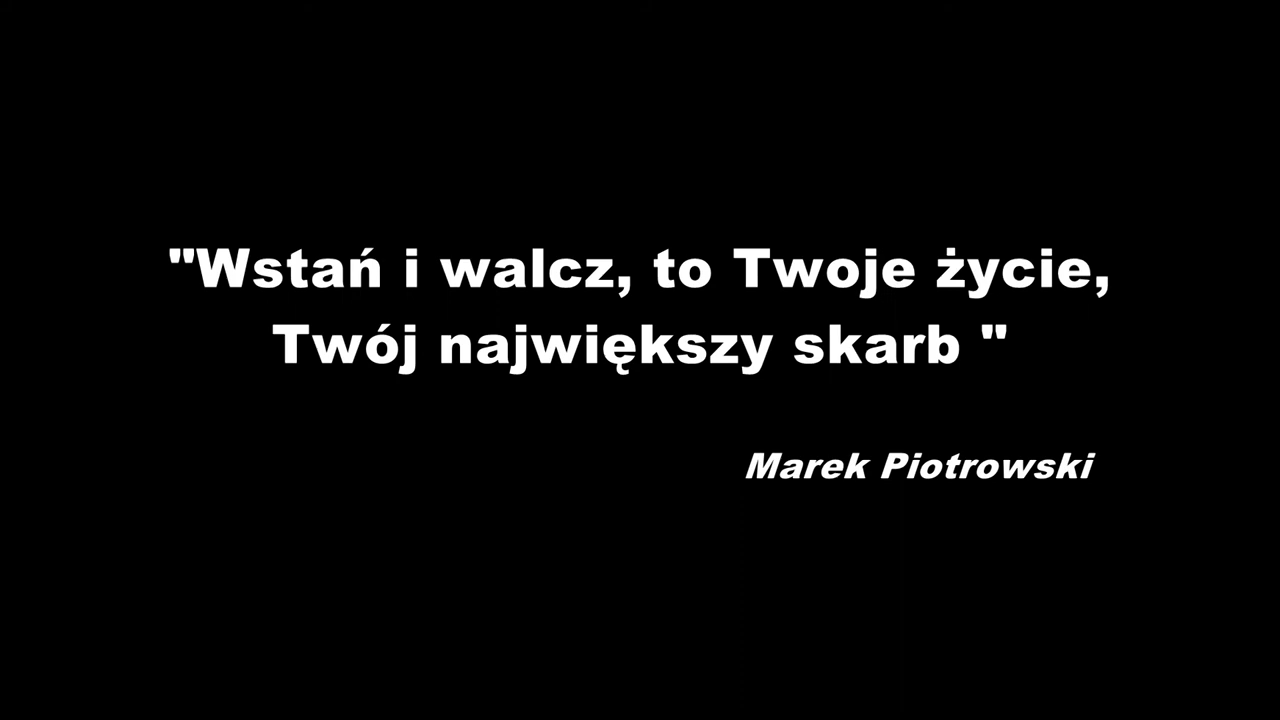 "Wstań i walcz, to Twoje życie,
Twój największy skarb "
Marek Piotrowski